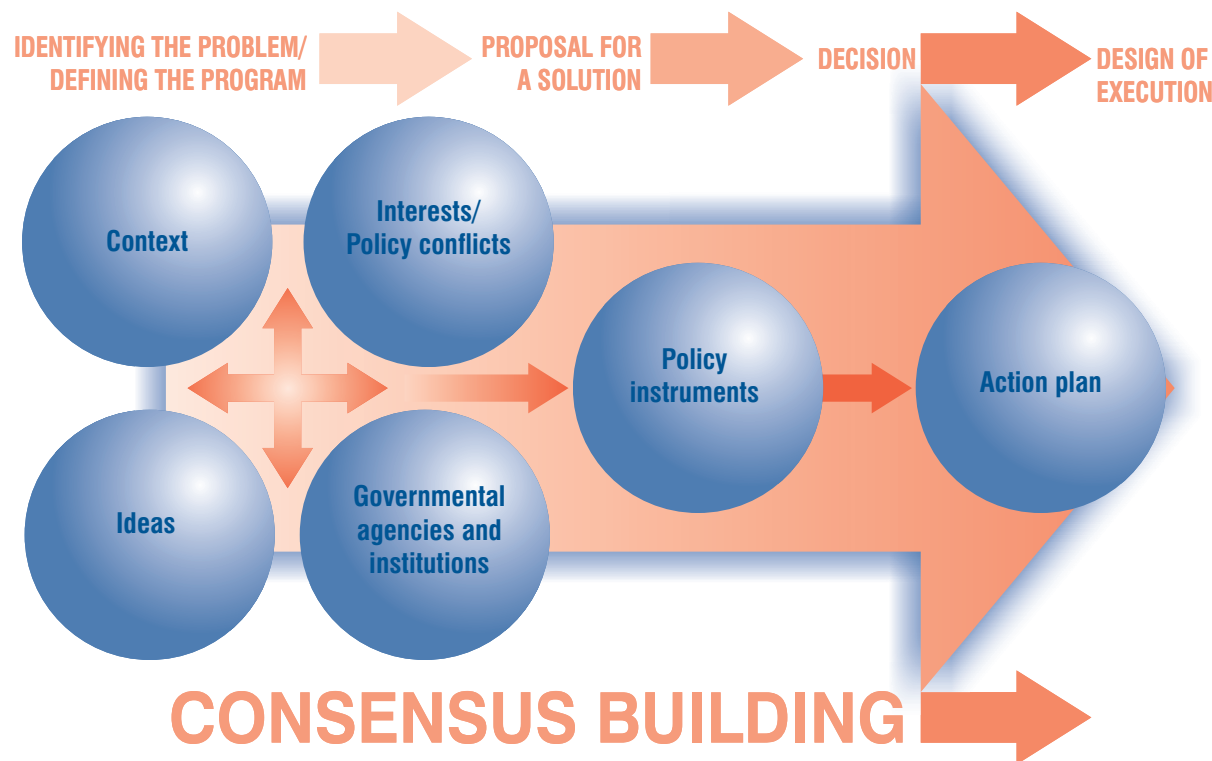 IDENTIFYING THE PROBLEM/
DEFINING THE PROGRAM
PROPOSAL FOR
A SOLUTION
DECISION
DESIGN OF
EXECUTION
Context
Interests/
Policy conflicts
Policy
instruments
Action plan
Ideas
Governmental
agencies and
institutions
CONSENSUS BUILDING